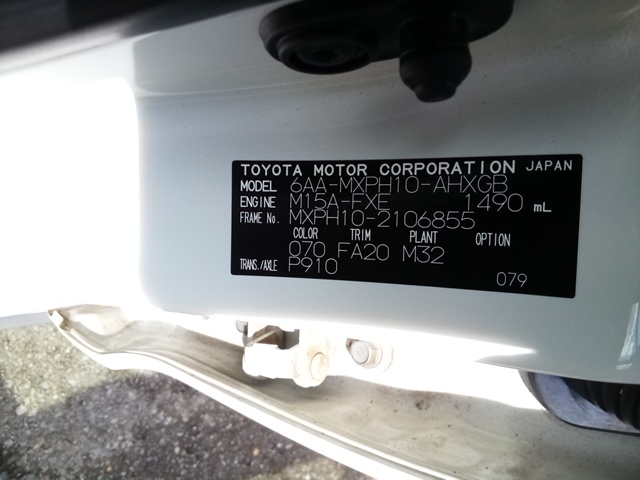 TOYOTA MOTOR CORPORATION JAPAN
MODEL 6AA-MXPH10-AHXGB
ENGINE M15A-FXE 1490 mL
FRAME No. MXPH10-2106855
COLOR TRIM PLANT OPTION
070 FA20 M32
TRANS./AXLE P910
079